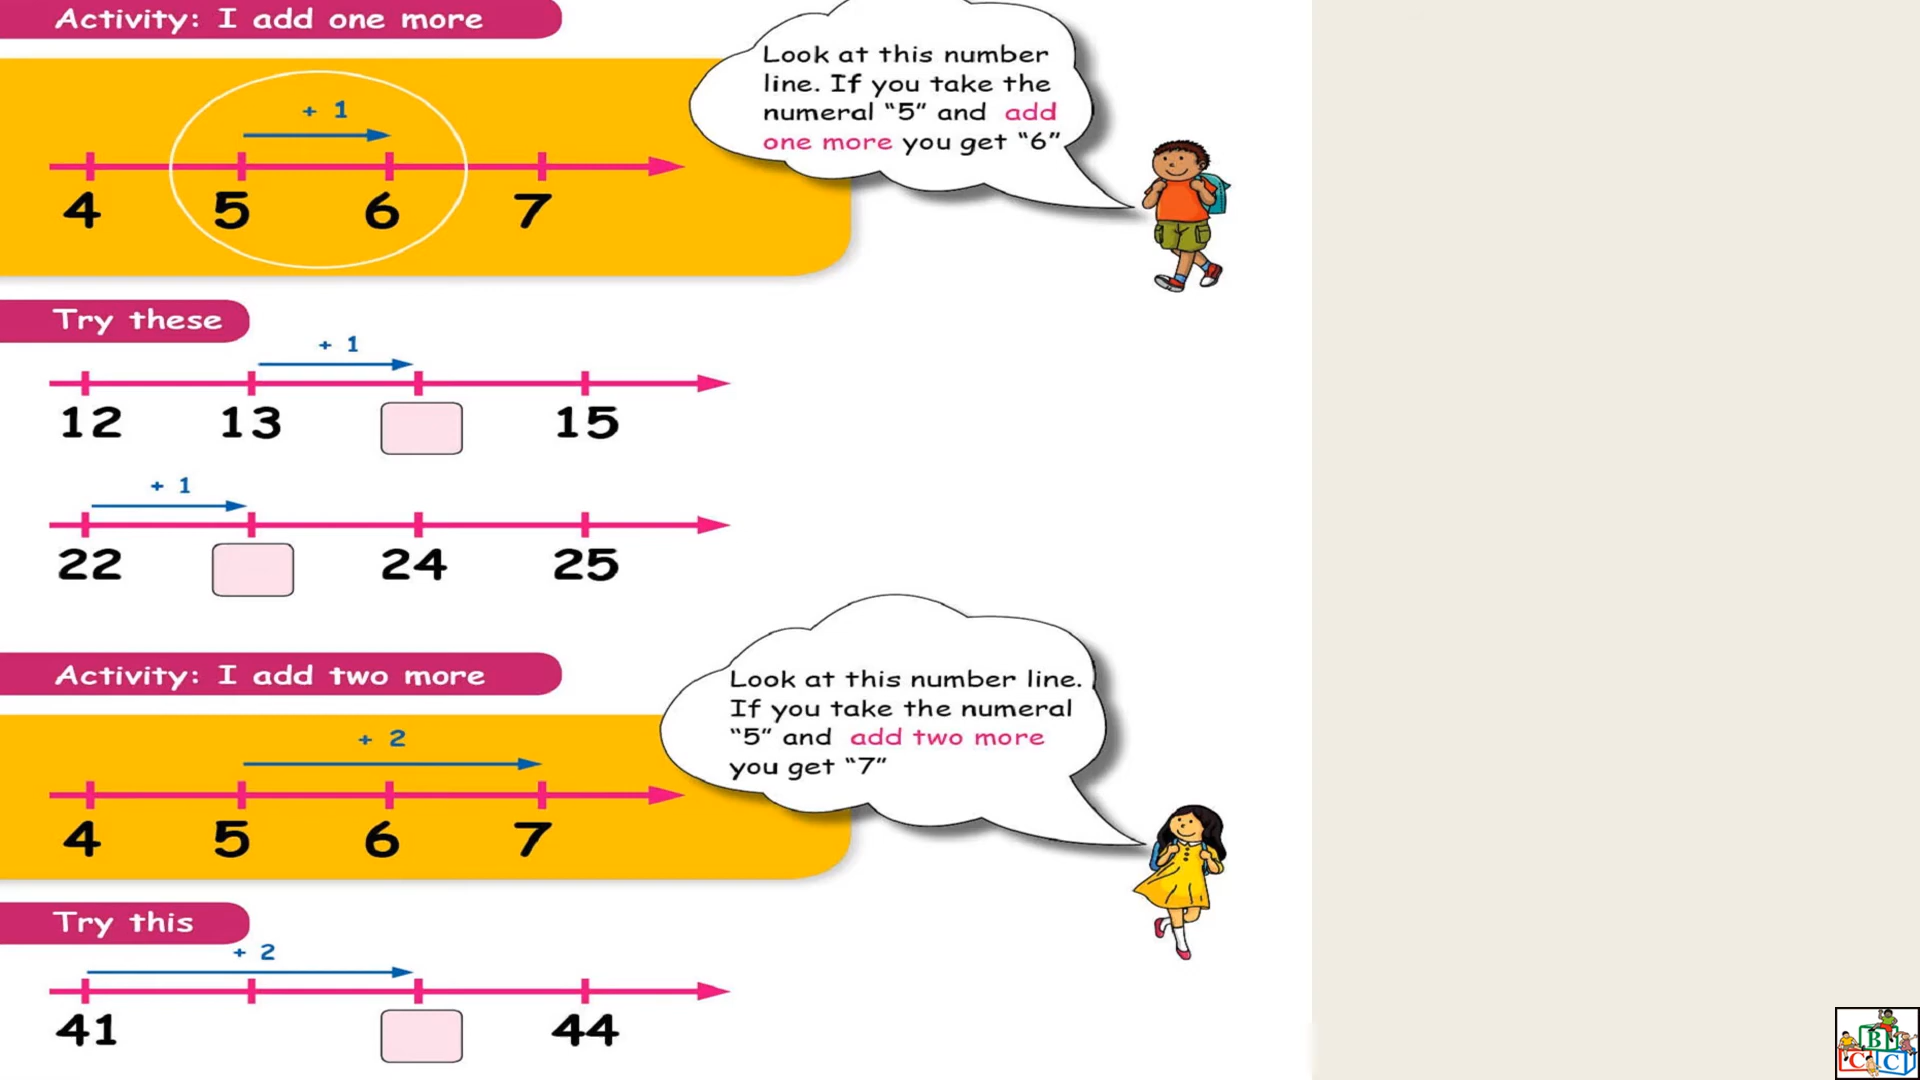 Activity: I add one more
Look at this number
line. If you take the
numeral “5” and add
one more you get “6”
+ 1
4 5 6 7
Try these
+ 1
12 13 15
+ 1
22 24 25
Activity: I add two more
Look at this number line.
If you take the numeral
“5” and add two more
you get “7”
+ 2
4 5 6 7
Try this
+ 2
41 44
B
C C